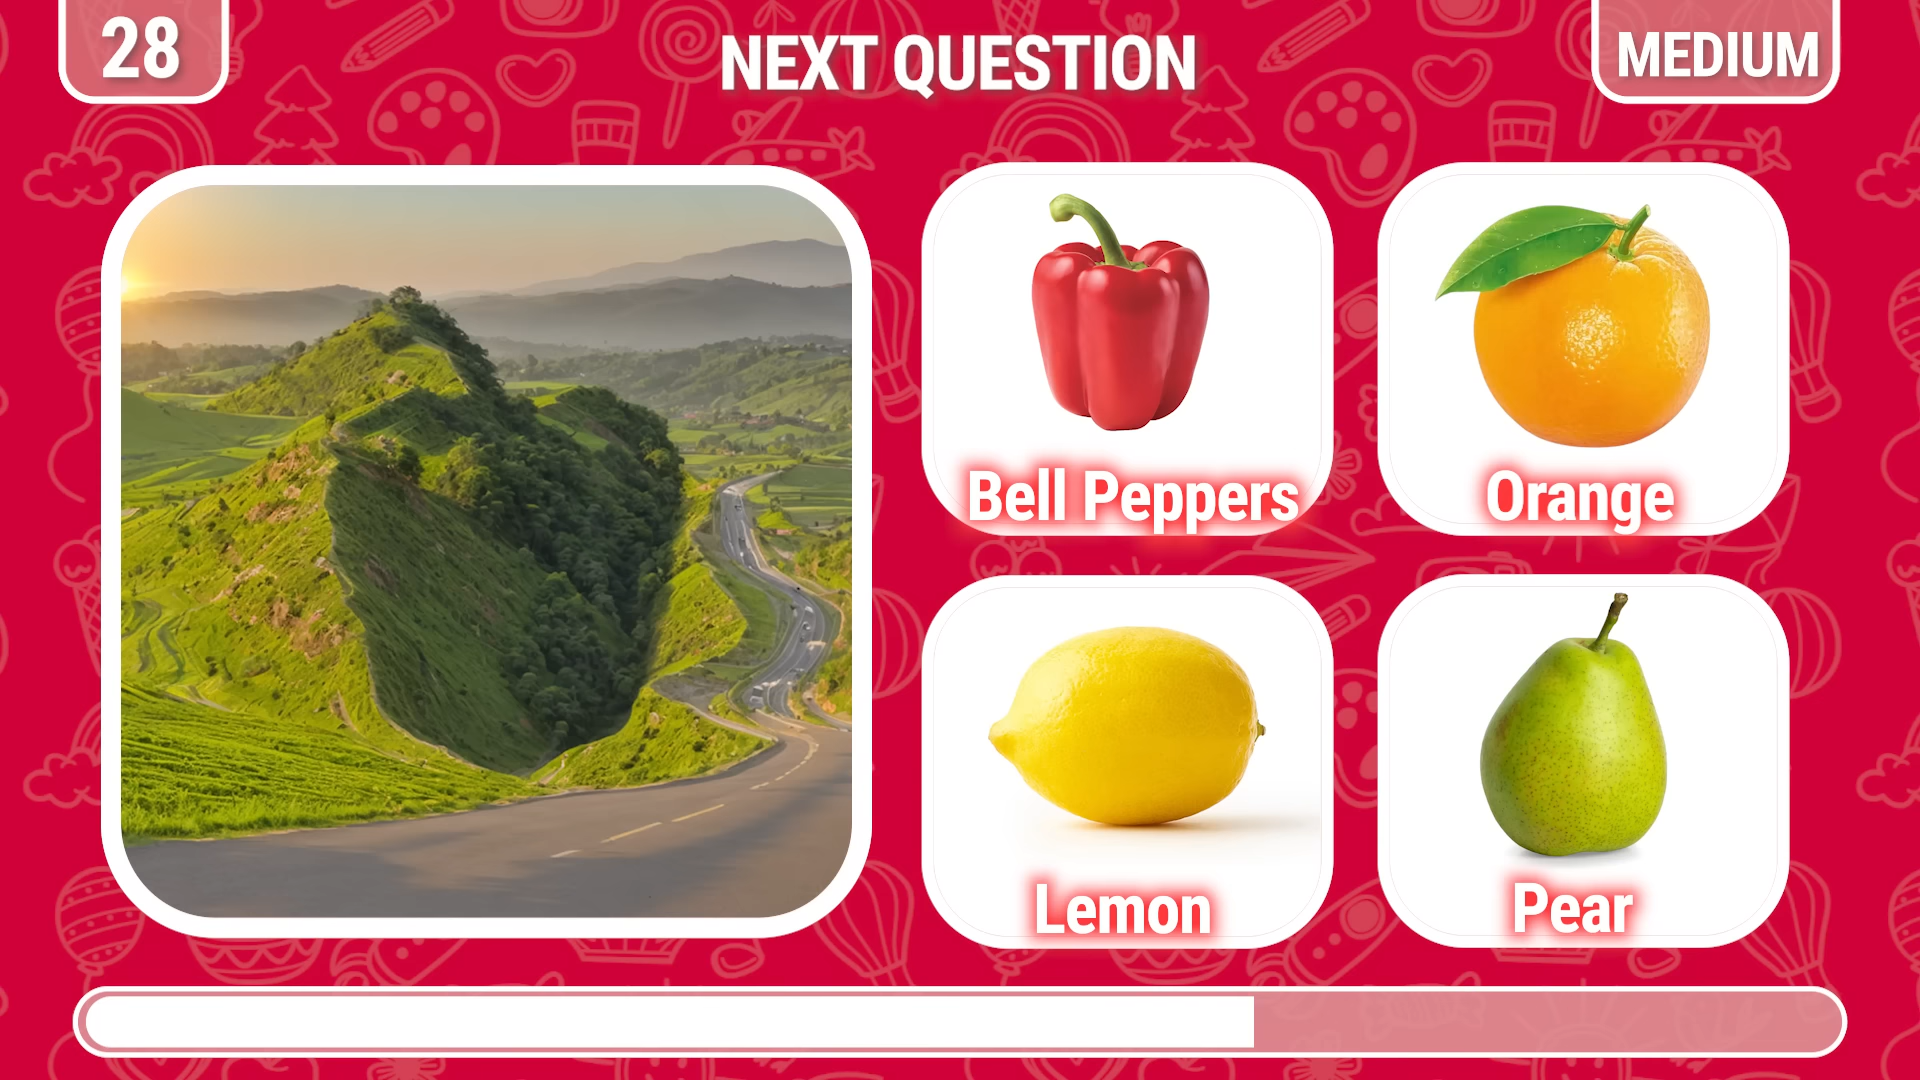 28
NEXT QUESTION
MEDIUM
Bell Peppers
Orange
Lemon
Pear